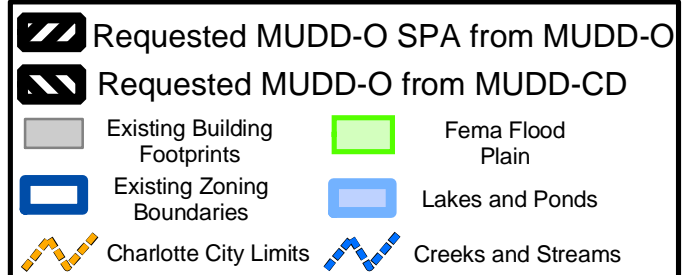 Requested MUDD-O SPA from MUDD-O
Requested MUDD-O from MUDD-CD
Existing Building
Footprints
Fema Flood
Plain
Existing Zoning
Boundaries
Lakes and Ponds
Charlotte City Limits
Creeks and Streams